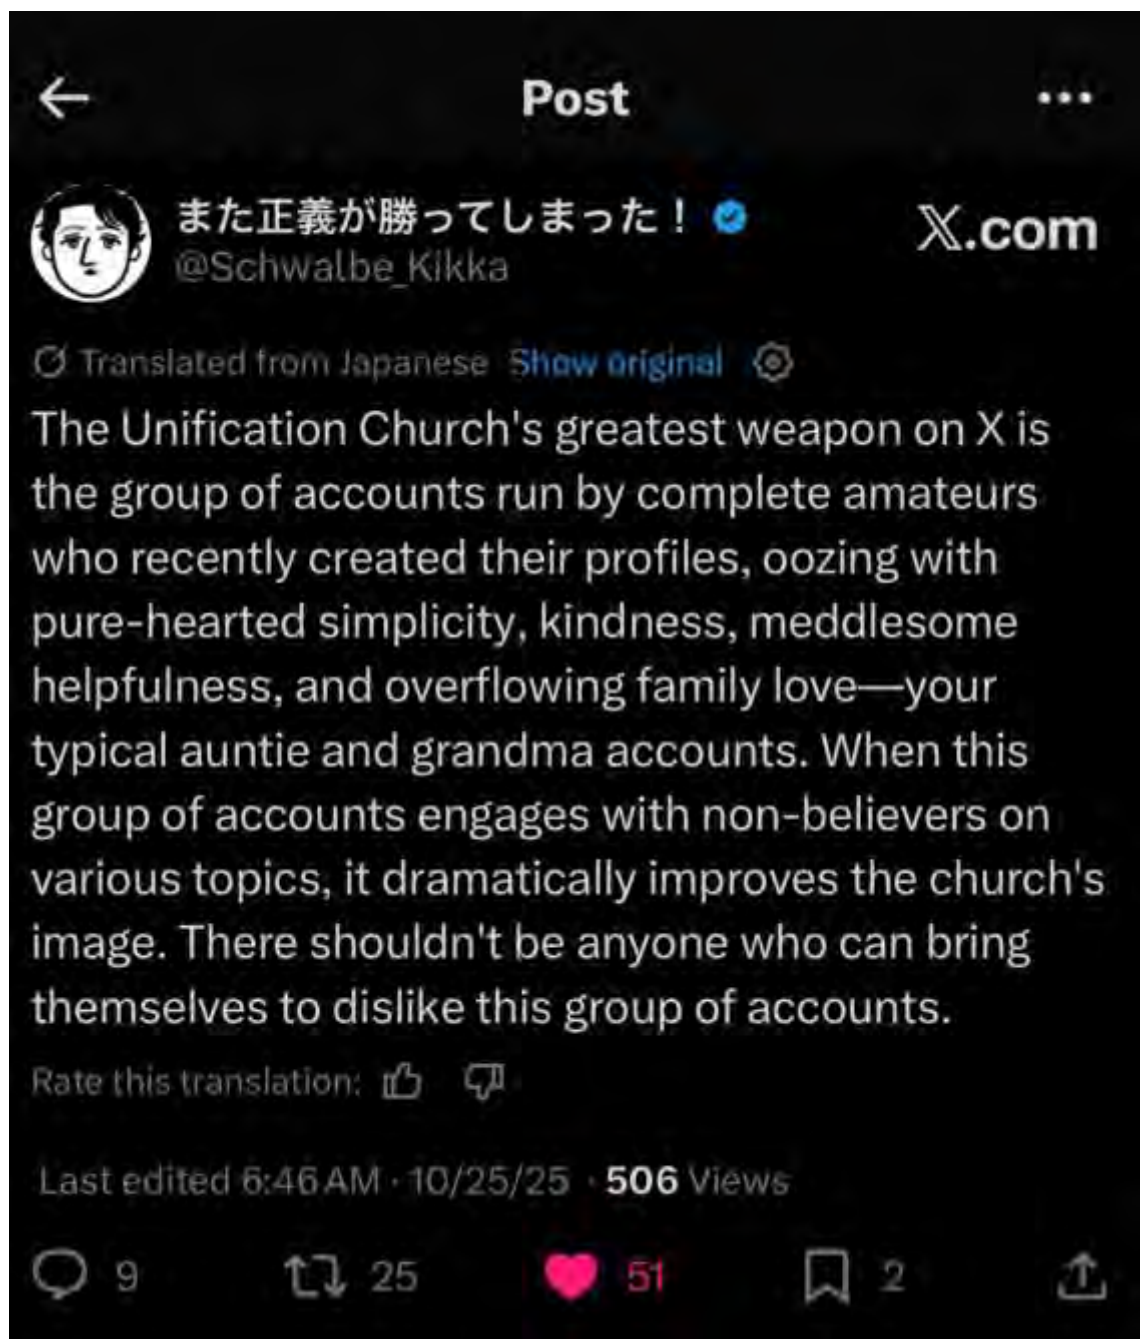 Post
また正義が勝ってしまった！
X.com
@Schwalbe_Kikka
Translated from Japanese Show original
The Unification Church's greatest weapon on X is
the group of accounts run by complete amateurs
who recently created their profiles, oozing with
pure-hearted simplicity, kindness, meddlesome
helpfulness, and overflowing family love—your
typical auntie and grandma accounts. When this
group of accounts engages with non-believers on
various topics, it dramatically improves the church's
image. There shouldn't be anyone who can bring
themselves to dislike this group of accounts.
Rate this translation:
Last edited 6:46 AM · 10/25/25 · 506 Views
9 25 51 2